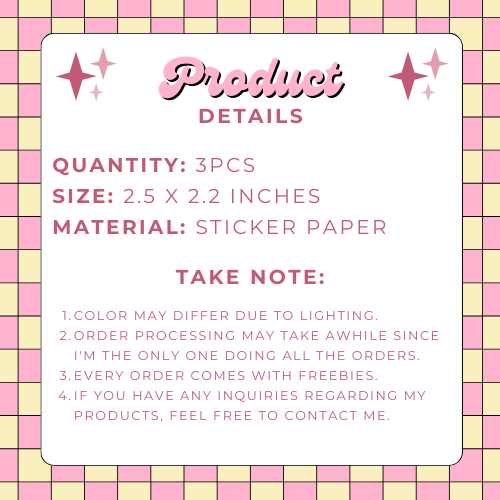 Product
DETAILS
QUANTITY: 3PCS
SIZE: 2.5 X 2.2 INCHES
MATERIAL: STICKER PAPER
TAKE NOTE:
1. COLOR MAY DIFFER DUE TO LIGHTING.
2. ORDER PROCESSING MAY TAKE AWHILE SINCE
I'M THE ONLY ONE DOING ALL THE ORDERS.
3. EVERY ORDER COMES WITH FREEBIES.
4. IF YOU HAVE ANY INQUIRIES REGARDING MY
PRODUCTS, FEEL FREE TO CONTACT ME.